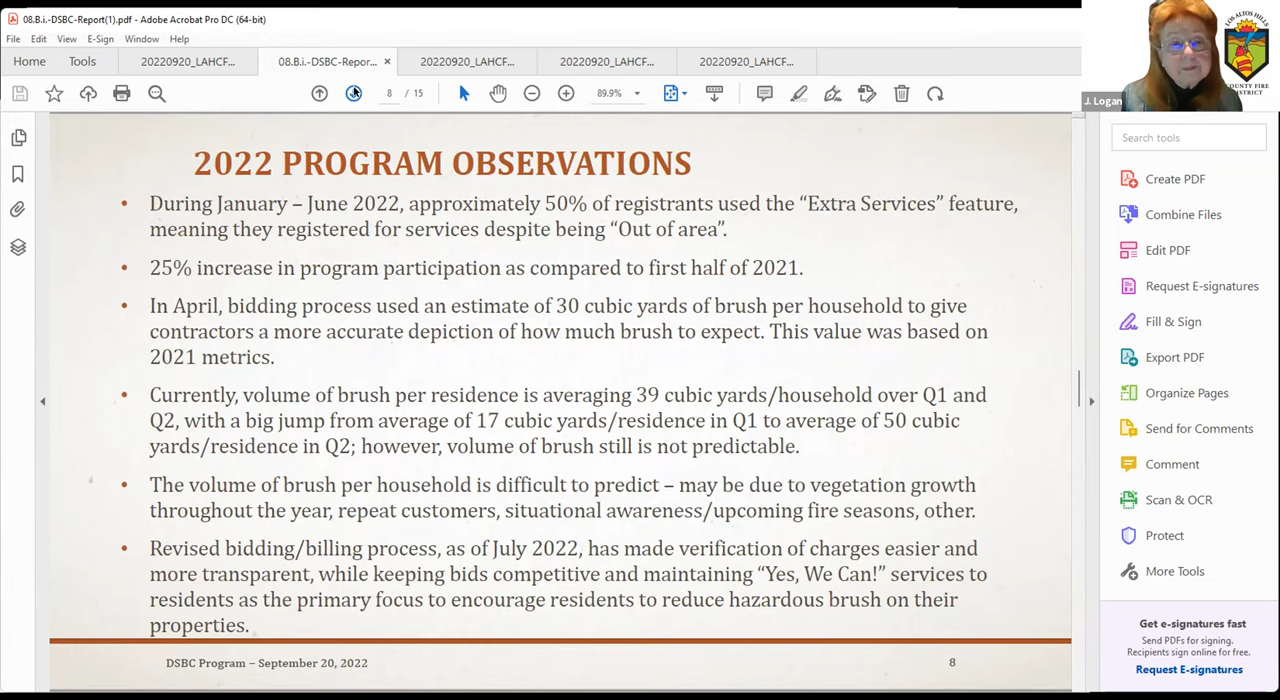 08.B.i.-DSBC-Report(1).pdf - Adobe Acrobat Pro DC (64-bit)
File Edit View E-Sign Window Help
Home Tools 20220920_LAHCF... 08.B.i.-DSBC-Repor... × 20220920_LAHCF... 20220920_LAHCF... 20220920_LAHCF...
8 / 15 89.9%
LOS ALTOS HILLS
COUNTY FIRE
DISTRICT
J. Logan
2022 PROGRAM OBSERVATIONS
• During January – June 2022, approximately 50% of registrants used the “Extra Services” feature,
meaning they registered for services despite being “Out of area”.
• 25% increase in program participation as compared to first half of 2021.
• In April, bidding process used an estimate of 30 cubic yards of brush per household to give
contractors a more accurate depiction of how much brush to expect. This value was based on
2021 metrics.
• Currently, volume of brush per residence is averaging 39 cubic yards/household over Q1 and
Q2, with a big jump from average of 17 cubic yards/residence in Q1 to average of 50 cubic
yards/residence in Q2; however, volume of brush still is not predictable.
• The volume of brush per household is difficult to predict – may be due to vegetation growth
throughout the year, repeat customers, situational awareness/upcoming fire seasons, other.
• Revised bidding/billing process, as of July 2022, has made verification of charges easier and
more transparent, while keeping bids competitive and maintaining “Yes, We Can!” services to
residents as the primary focus to encourage residents to reduce hazardous brush on their
properties.
DSBC Program – September 20, 2022 8
Search tools
Create PDF
Combine Files
Edit PDF
Request E-signatures
Fill & Sign
Export PDF
Organize Pages
Send for Comments
Comment
Scan & OCR
Protect
More Tools
Get e-signatures fast
Send PDFs for signing.
Recipients sign online for free.
Request E-signatures